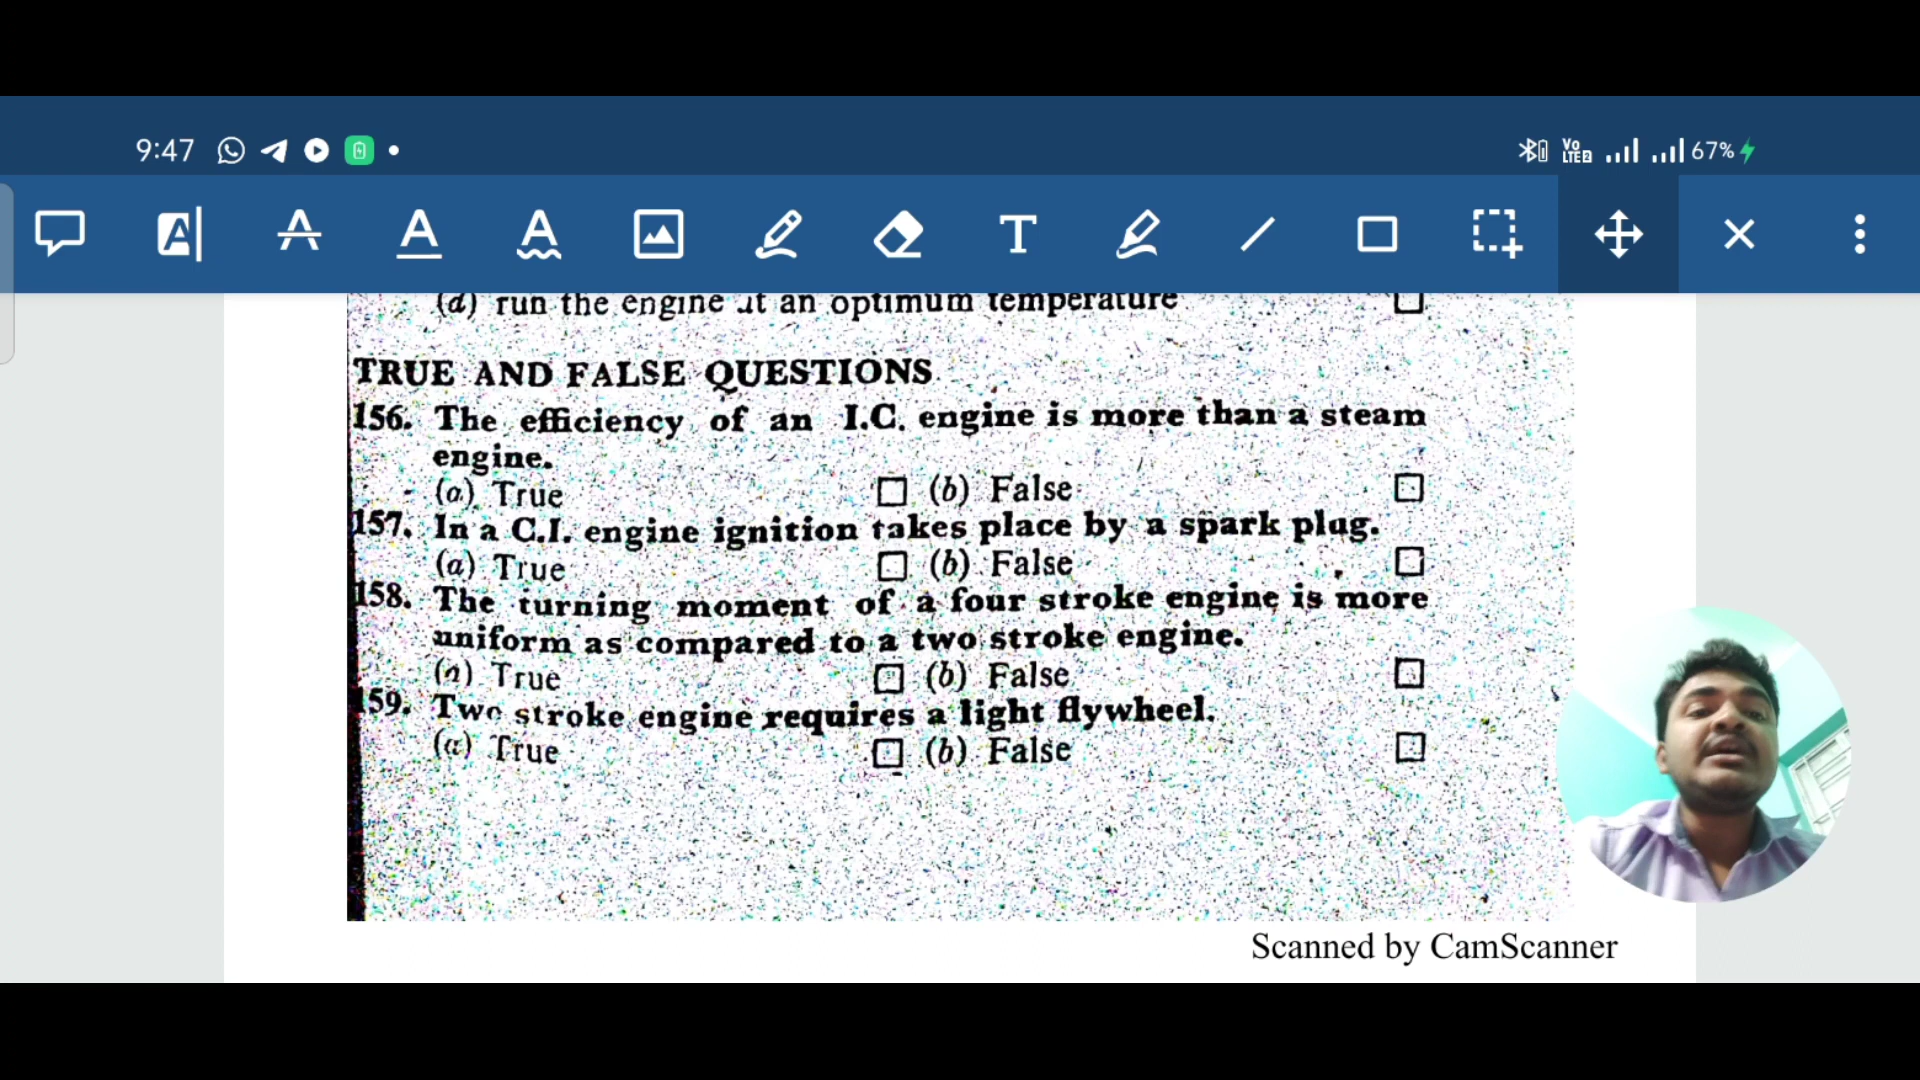 9:47
Vo LTE2 67%
(d) run the engine at an optimum temperature
TRUE AND FALSE QUESTIONS
156. The efficiency of an I.C. engine is more than a steam
engine.
(a) True (b) False
157. In a C.I. engine ignition takes place by a spark plug.
(a) True (b) False
158. The turning moment of a four stroke engine is more
uniform as compared to a two stroke engine.
(a) True (b) False
159. Two stroke engine requires a light flywheel.
(a) True (b) False
Scanned by CamScanner